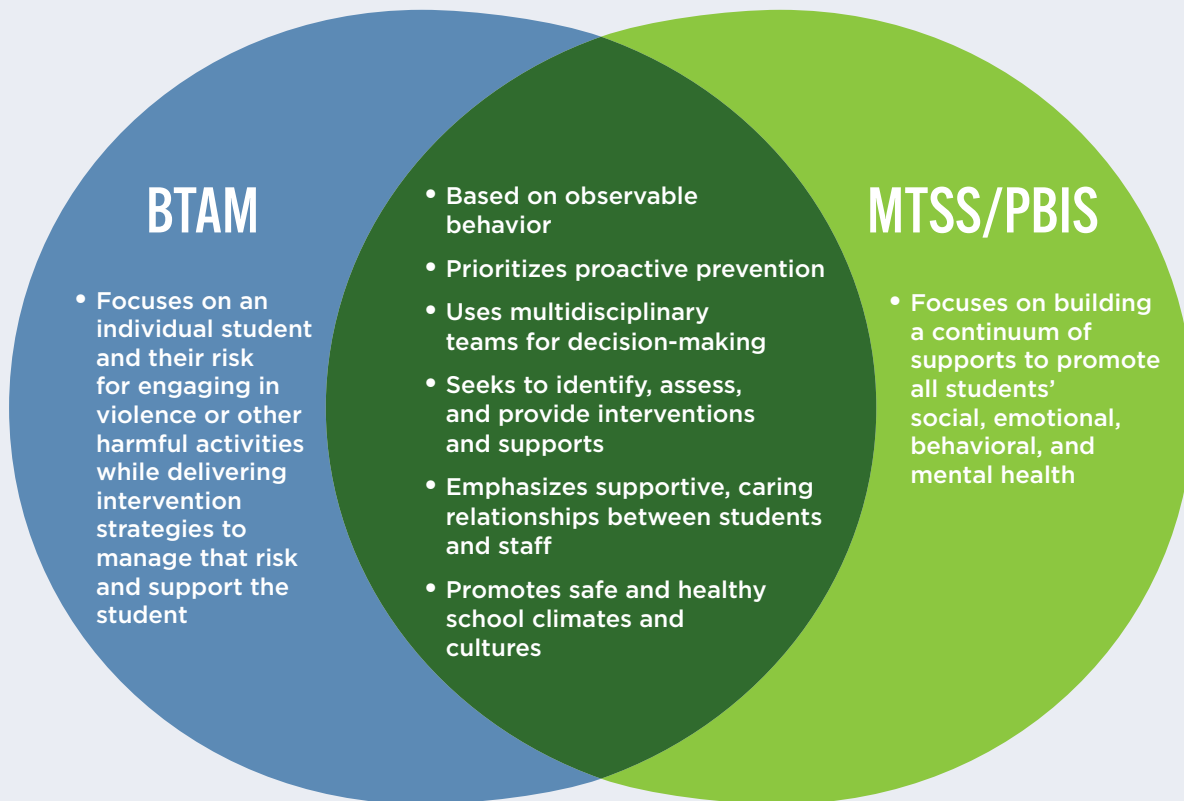 BTAM
• Focuses on an
individual student
and their risk
for engaging in
violence or other
harmful activities
while delivering
intervention
strategies to
manage that risk
and support the
student
• Based on observable
behavior
• Prioritizes proactive prevention
• Uses multidisciplinary
teams for decision-making
• Seeks to identify, assess,
and provide interventions
and supports
• Emphasizes supportive, caring
relationships between students
and staff
• Promotes safe and healthy
school climates and
cultures
MTSS/PBIS
• Focuses on building
a continuum of
supports to promote
all students’
social, emotional,
behavioral, and
mental health